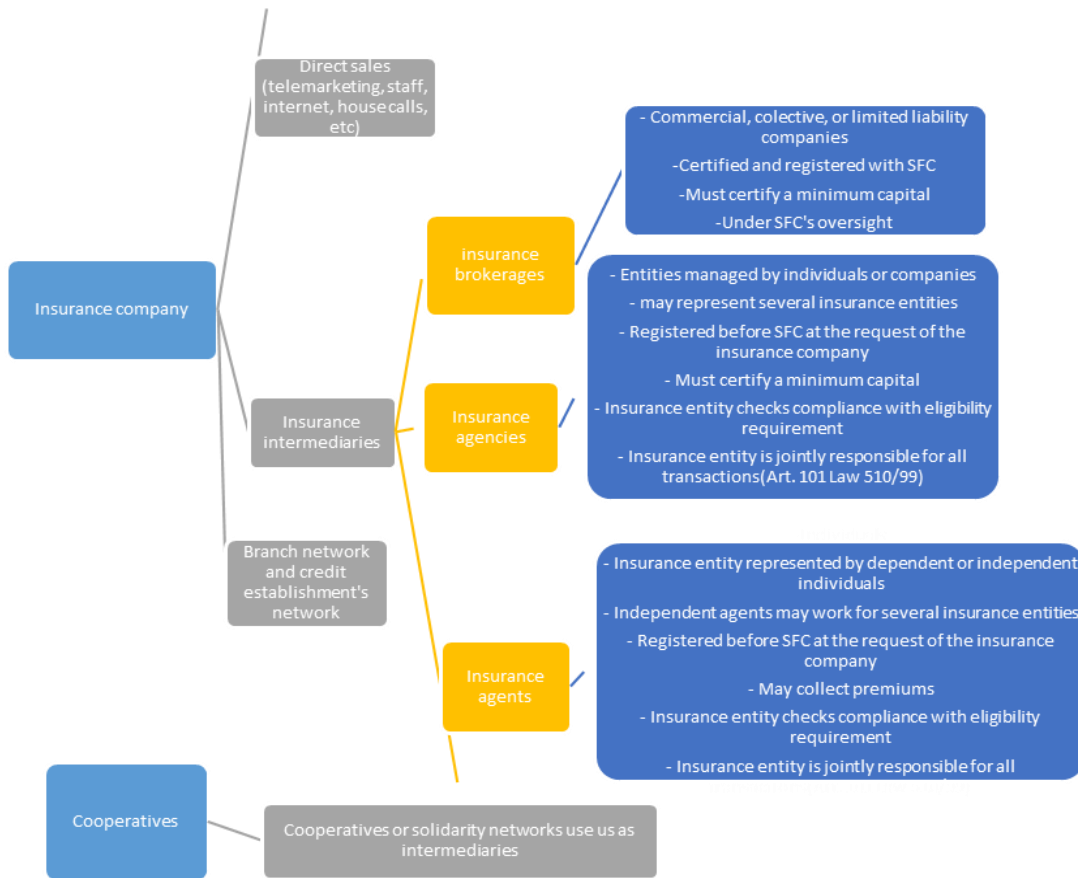 Direct sales
(telemarketing, staff,
internet, house calls,
etc)
- Commercial, colective, or limited liability
companies
-Certified and registered with SFC
-Must certify a minimum capital
-Under SFC's oversight
insurance
brokerages
Insurance company
- Entities managed by individuals or companies
- may represent several insurance entities
- Registered before SFC at the request of the
insurance company
- Must certify a minimum capital
- Insurance entity checks compliance with eligibility
requirement
- Insurance entity is jointly responsible for all
transactions(Art. 101 Law 510/99)
Insurance
intermediaries
Insurance
agencies
Branch network
and credit
establishment's
network
- Insurance entity represented by dependent or independent
individuals
- Independent agents may work for several insurance entities
- Registered before SFC at the request of the insurance
company
- May collect premiums
- Insurance entity checks compliance with eligibility
requirement
- Insurance entity is jointly responsible for all
Insurance
agents
Cooperatives
Cooperatives or solidarity networks use us as
intermediaries